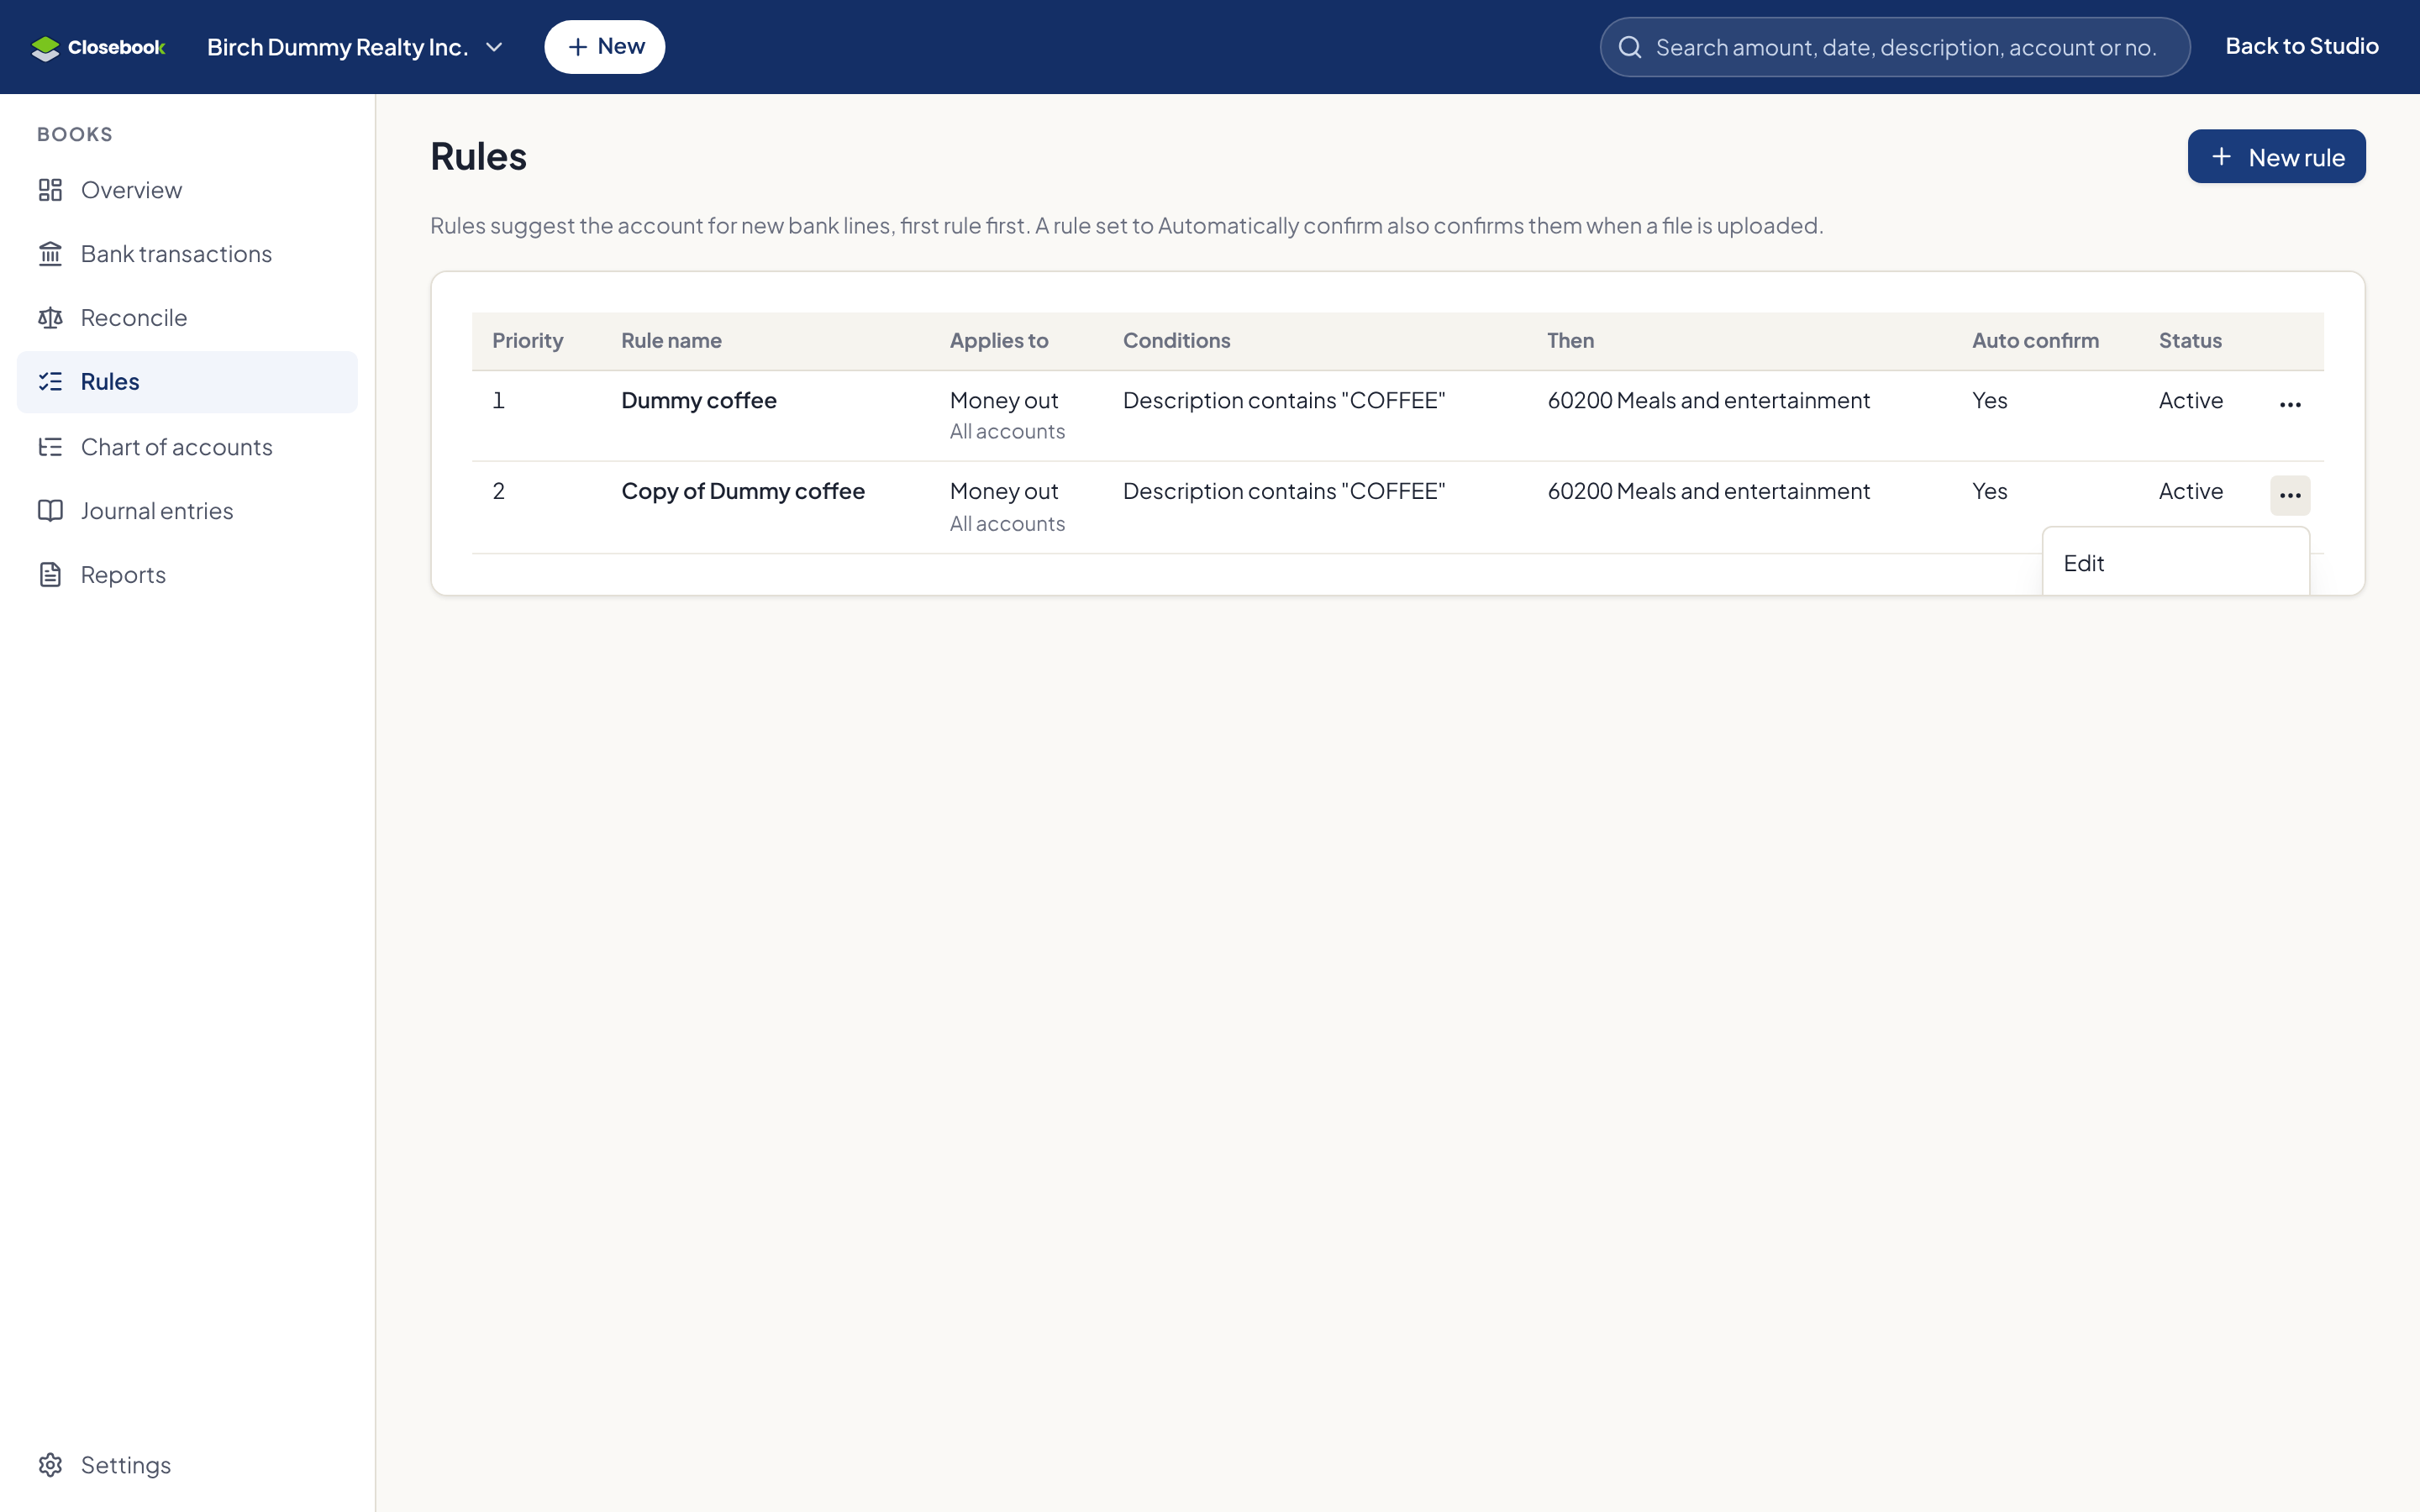 Closebook
Birch Dummy Realty Inc.
New
Search amount, date, description, account or no.
Back to Studio
BOOKS
Overview
Bank transactions
Reconcile
Rules
Chart of accounts
Journal entries
Reports
Settings
Rules
New rule
Rules suggest the account for new bank lines, first rule first. A rule set to Automatically confirm also confirms them when a file is uploaded.
Priority Rule name Applies to Conditions Then Auto confirm Status
1 Dummy coffee Money out Description contains "COFFEE" 60200 Meals and entertainment Yes Active
All accounts
2 Copy of Dummy coffee Money out Description contains "COFFEE" 60200 Meals and entertainment Yes Active
All accounts
Edit